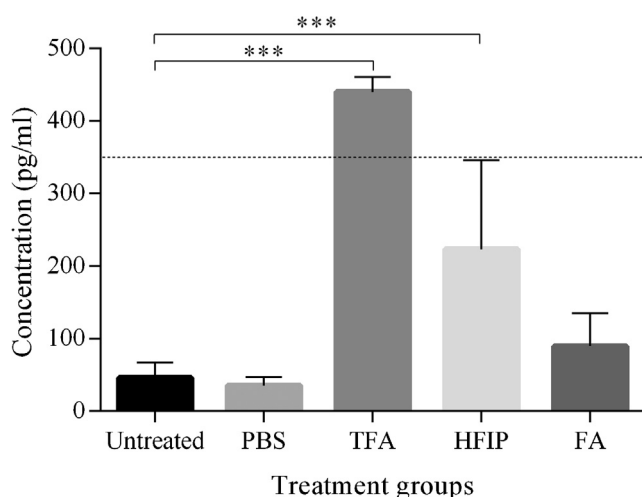 ***
***
500
400
300
200
100
0
Concentration (pg/ml)
Untreated PBS TFA HFIP FA
Treatment groups